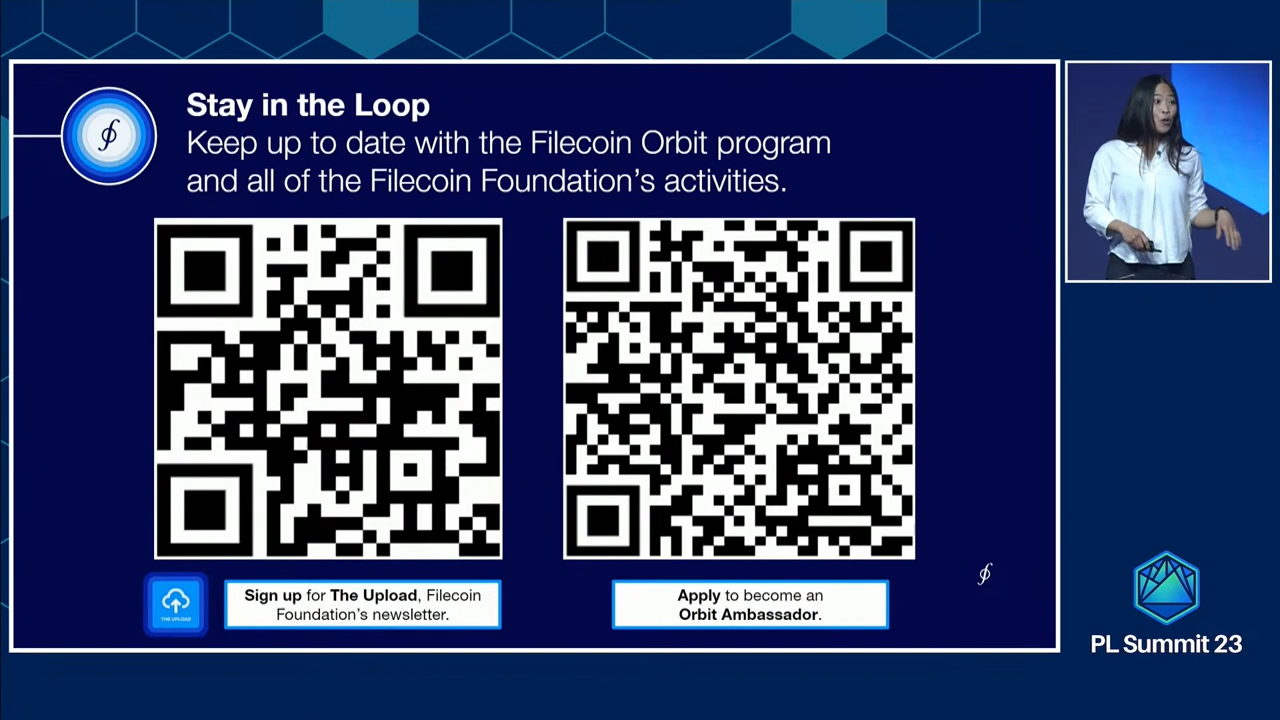 Stay in the Loop
Keep up to date with the Filecoin Orbit program
and all of the Filecoin Foundation's activities.
THE UPLOAD
Sign up for The Upload, Filecoin
Foundation's newsletter.
Apply to become an
Orbit Ambassador.
PL Summit 23